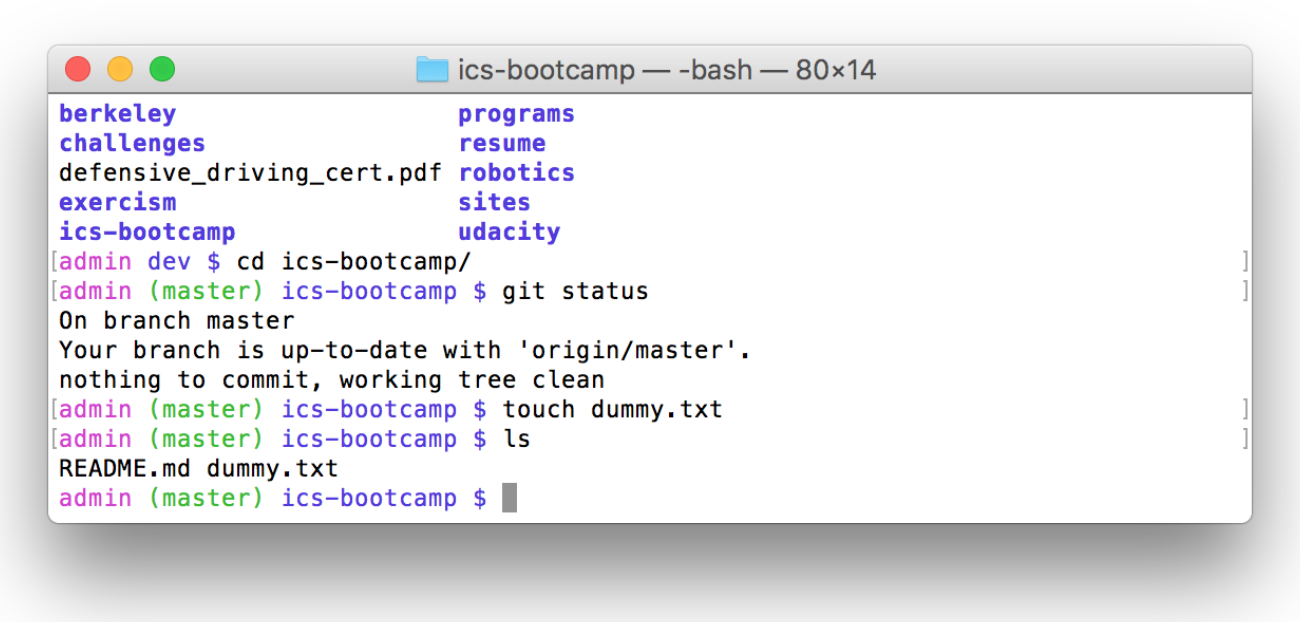 ics-bootcamp — -bash — 80×14
berkeley programs
challenges resume
defensive_driving_cert.pdf robotics
exercism sites
ics-bootcamp udacity
[admin dev $ cd ics-bootcamp/ ]
[admin (master) ics-bootcamp $ git status ]
On branch master
Your branch is up-to-date with 'origin/master'.
nothing to commit, working tree clean
[admin (master) ics-bootcamp $ touch dummy.txt ]
[admin (master) ics-bootcamp $ ls ]
README.md dummy.txt
admin (master) ics-bootcamp $